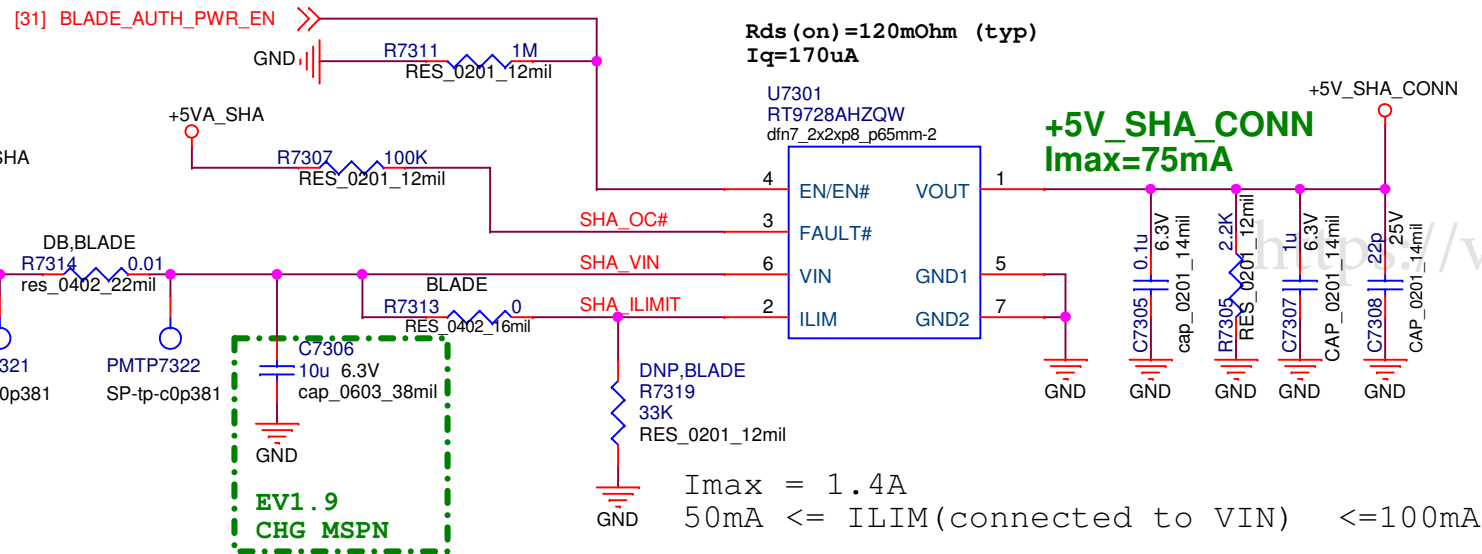 [31] BLADE_AUTH_PWR_EN
GND
R7311
1M
RES_0201_12mil
Rds(on)=120mOhm (typ)
Iq=170uA
U7301
RT9728AHZQW
dfn7_2x2xp8_p65mm-2
+5V_SHA_CONN
Imax=75mA
+5V_SHA_CONN
+5VA_SHA
SHA
R7307
100K
RES_0201_12mil
4
EN/EN#
VOUT
1
SHA_OC#
3
FAULT#
DB,BLADE
R7314
0.01
res_0402_22mil
SHA_VIN
6
VIN
GND1
5
BLADE
R7313
0
RES_0402_16mil
SHA_ILIMIT
2
ILIM
GND2
7
C7305 0.1u
6.3V
cap_0201_14mil
R7305 2.2K
RES_0201_12mil
C7307 1u
6.3V
CAP_0201_14mil
C7308 22p
25V
CAP_0201_14mil
https://v
321
0p381
PMTP7322
SP-tp-c0p381
C7306
10u 6.3V
cap_0603_38mil
GND
EV1.9
CHG MSPN
DNP,BLADE
R7319
33K
RES_0201_12mil
GND
GND
GND
GND
GND
GND
Imax = 1.4A
50mA <= ILIM(connected to VIN) <=100mA